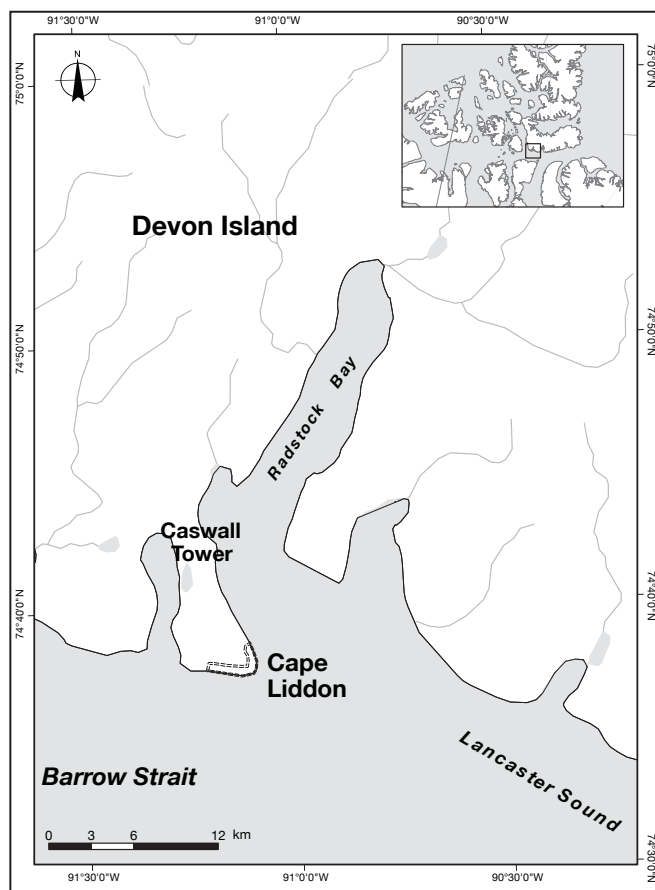 91°30'0"W
91°0'0"W
90°30'0"W
N
75°0'0"N
75°0'0"N
Devon Island
74°50'0"N
74°50'0"N
Radstock Bay
Caswall
Tower
74°40'0"N
74°40'0"N
Cape
Liddon
Barrow Strait
Lancaster Sound
0 3 6 12 km
74°30'0"N
91°30'0"W
91°0'0"W
90°30'0"W